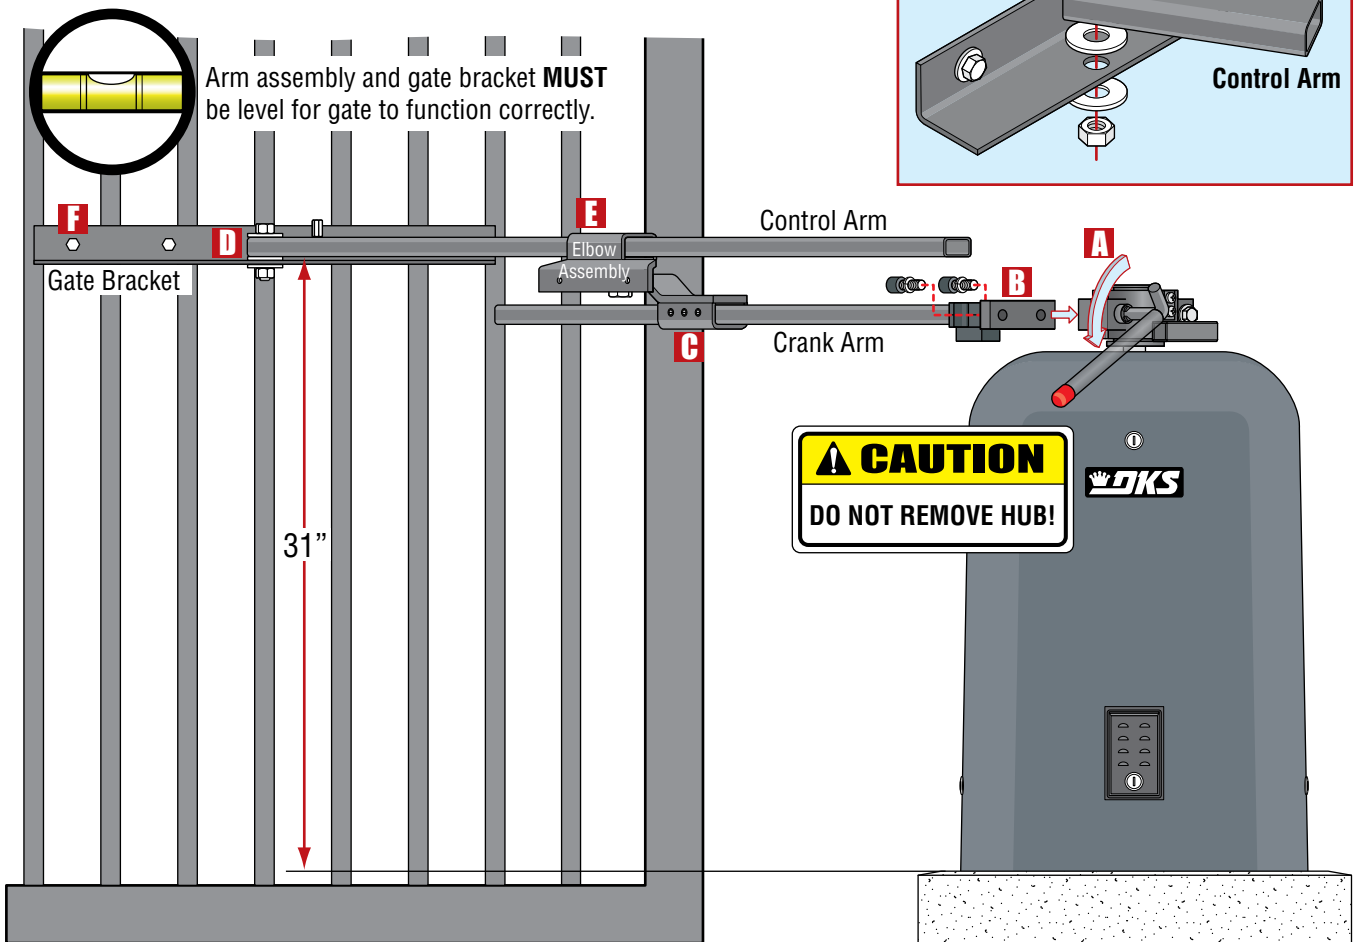 Control Arm
Arm assembly and gate bracket MUST
be level for gate to function correctly.
F
D
E
Control Arm
A
Elbow
Assembly
Gate Bracket
B
C
Crank Arm
CAUTION
DO NOT REMOVE HUB!
DKS
31”